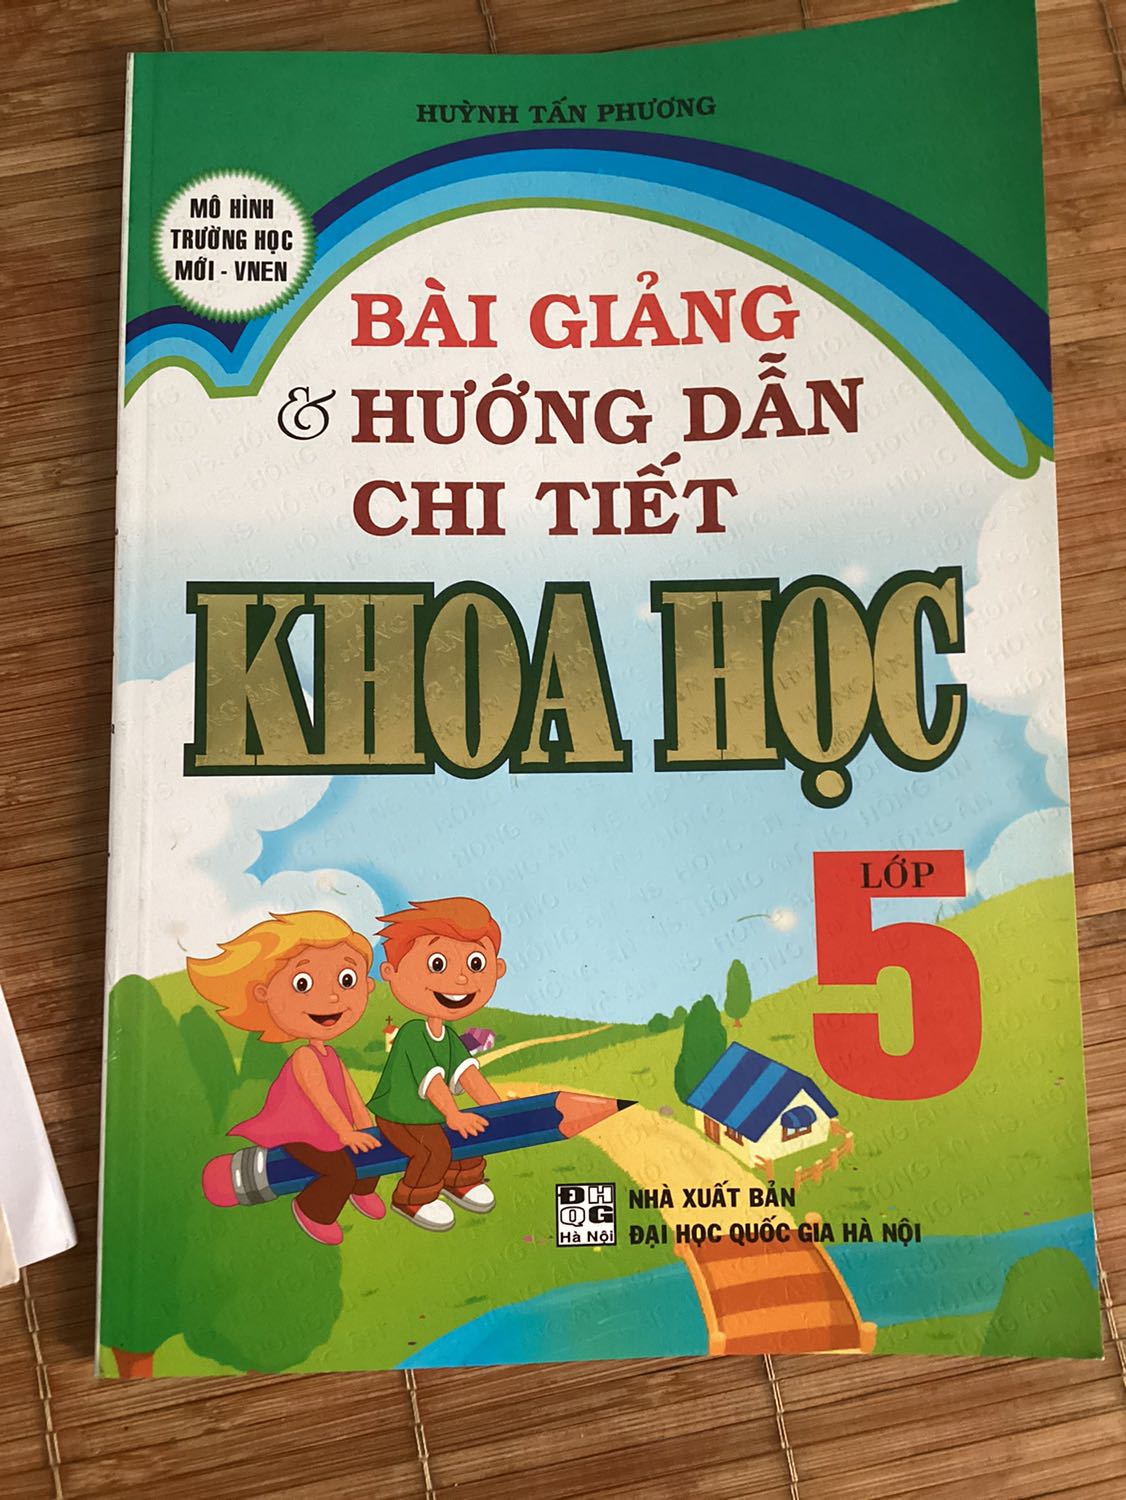 HUỲNH TẤN PHƯƠNG
MÔ HÌNH
TRƯỜNG HỌC
MỚI - VNEN
BÀI GIẢNG
& HƯỚNG DẪN
CHI TIẾT
KHOA HỌC
LỚP
5
ĐH
QG
Hà Nội
NHÀ XUẤT BẢN
ĐẠI HỌC QUỐC GIA HÀ NỘI